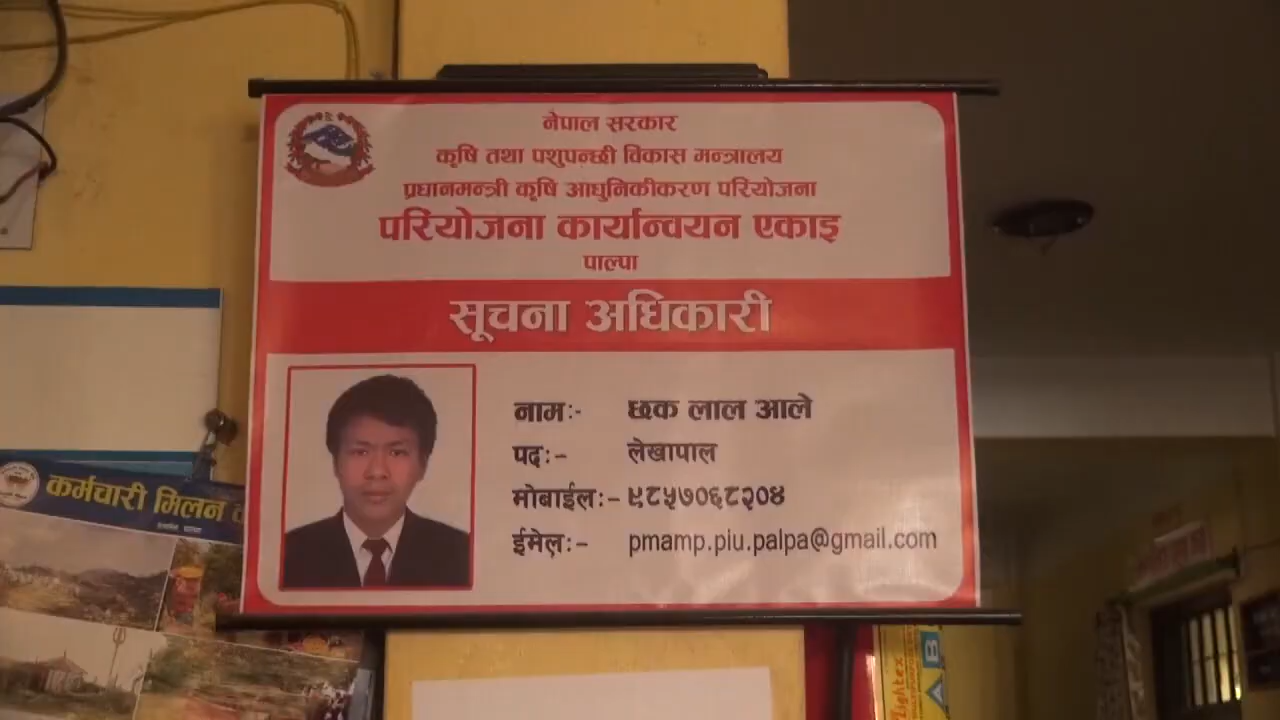 नेपाल सरकार
कृषि तथा पशुपन्छी विकास मन्त्रालय
प्रधानमन्त्री कृषि आधुनिकीकरण परियोजना
परियोजना कार्यान्वयन एकाइ
पाल्पा
सूचना अधिकारी
नामः- छक लाल आले
पदः- लेखापाल
मोबाईलः- ९८५७०६८२०४
ईमेलः- pmamp.piu.palpa@gmail.com
कर्मचारी मिलन